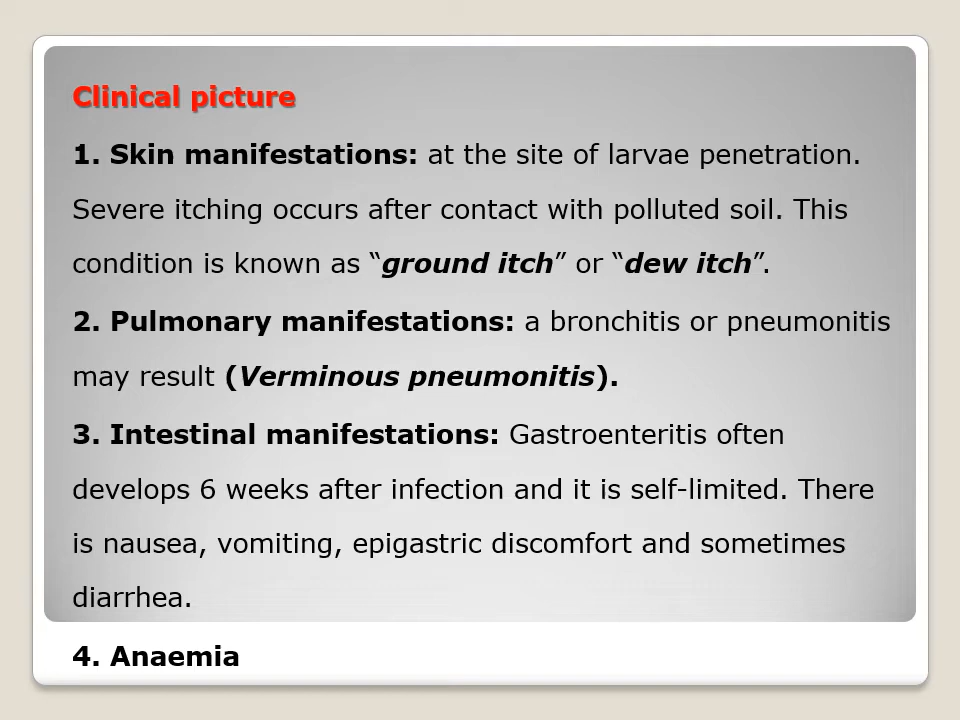 Clinical picture
1. Skin manifestations: at the site of larvae penetration.
Severe itching occurs after contact with polluted soil. This
condition is known as “ground itch” or “dew itch”.
2. Pulmonary manifestations: a bronchitis or pneumonitis
may result (Verminous pneumonitis).
3. Intestinal manifestations: Gastroenteritis often
develops 6 weeks after infection and it is self-limited. There
is nausea, vomiting, epigastric discomfort and sometimes
diarrhea.
4. Anaemia